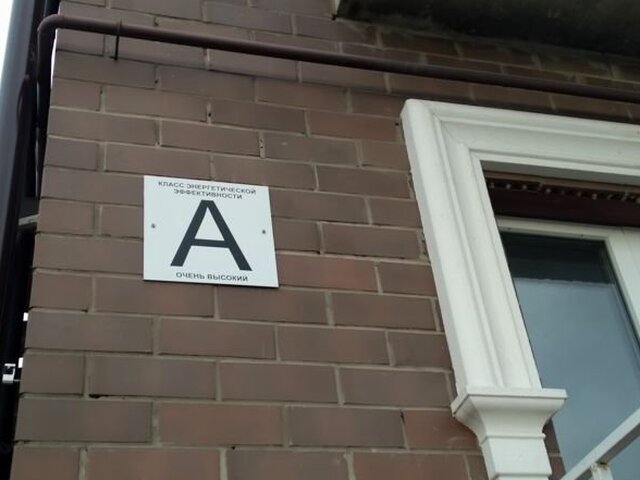 КЛАСС ЭНЕРГЕТИЧЕСКОЙ
ЭФФЕКТИВНОСТИ
А
ОЧЕНЬ ВЫСОКИЙ